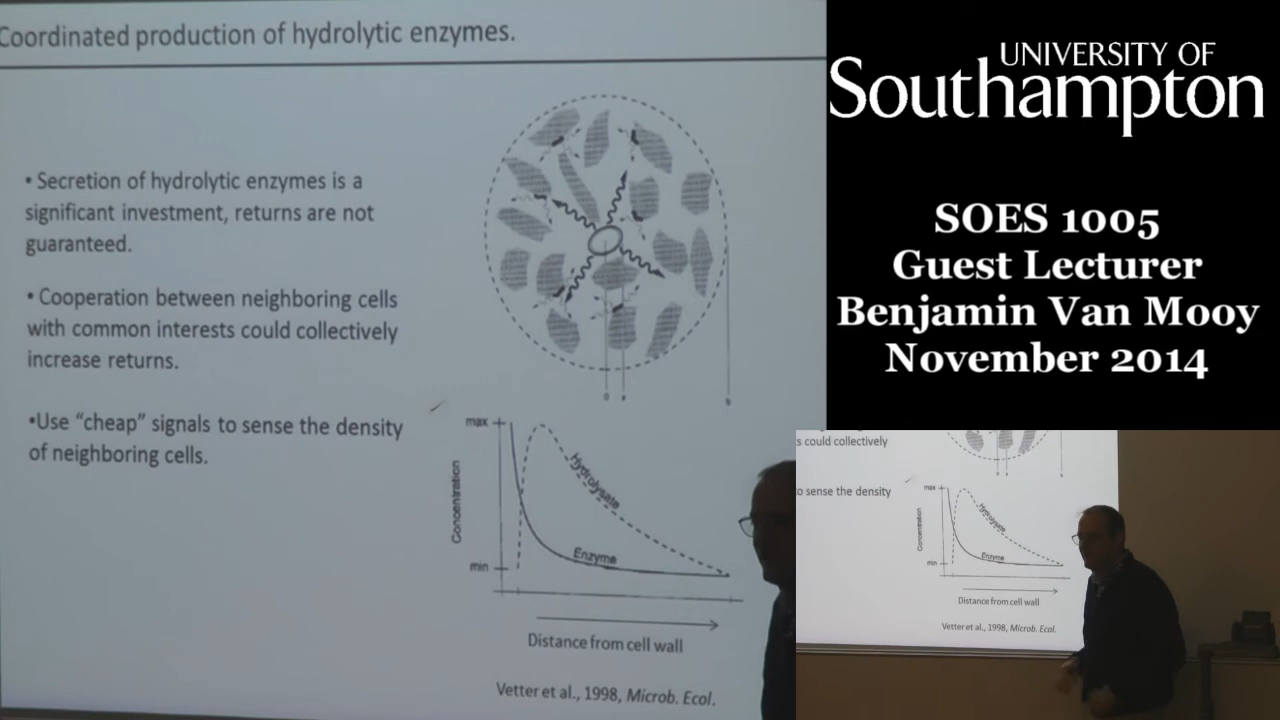 Coordinated production of hydrolytic enzymes.
• Secretion of hydrolytic enzymes is a
significant investment, returns are not
guaranteed.
• Cooperation between neighboring cells
with common interests could collectively
increase returns.
•Use “cheap” signals to sense the density
of neighboring cells.
max
Concentration
min
Hydrolysate
Enzyme
Distance from cell wall
Vetter et al., 1998, Microb. Ecol.
UNIVERSITY OF
Southampton
SOES 1005
Guest Lecturer
Benjamin Van Mooy
November 2014
s could collectively
to sense the density
max
Concentration
min
Hydrolysate
Enzyme
Distance from cell wall
Vetter et al., 1998, Microb. Ecol.